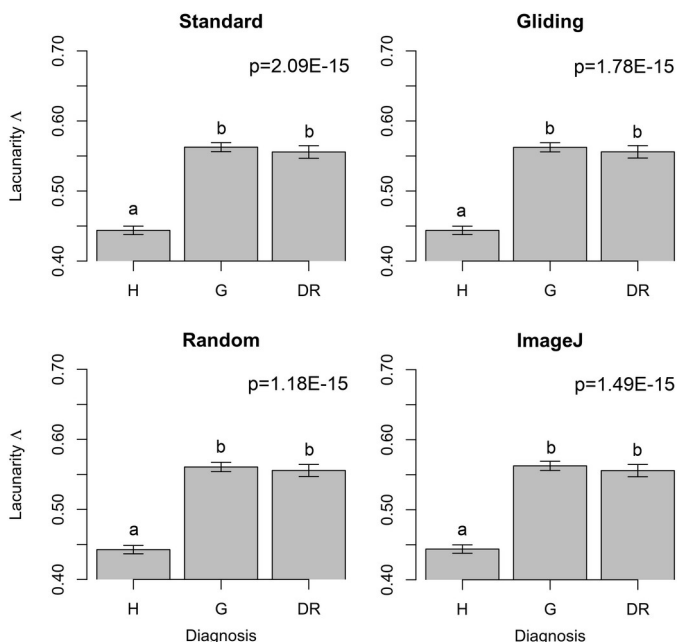 Standard
Gliding
0.70
0.60
0.50
0.40
Lacunarity Λ
p=2.09E-15
a
b
b
H
G
DR
0.70
0.60
0.50
0.40
p=1.78E-15
a
b
b
H
G
DR
Random
ImageJ
0.70
0.60
0.50
0.40
Lacunarity Λ
p=1.18E-15
a
b
b
H
G
DR
Diagnosis
0.70
0.60
0.50
0.40
p=1.49E-15
a
b
b
H
G
DR
Diagnosis